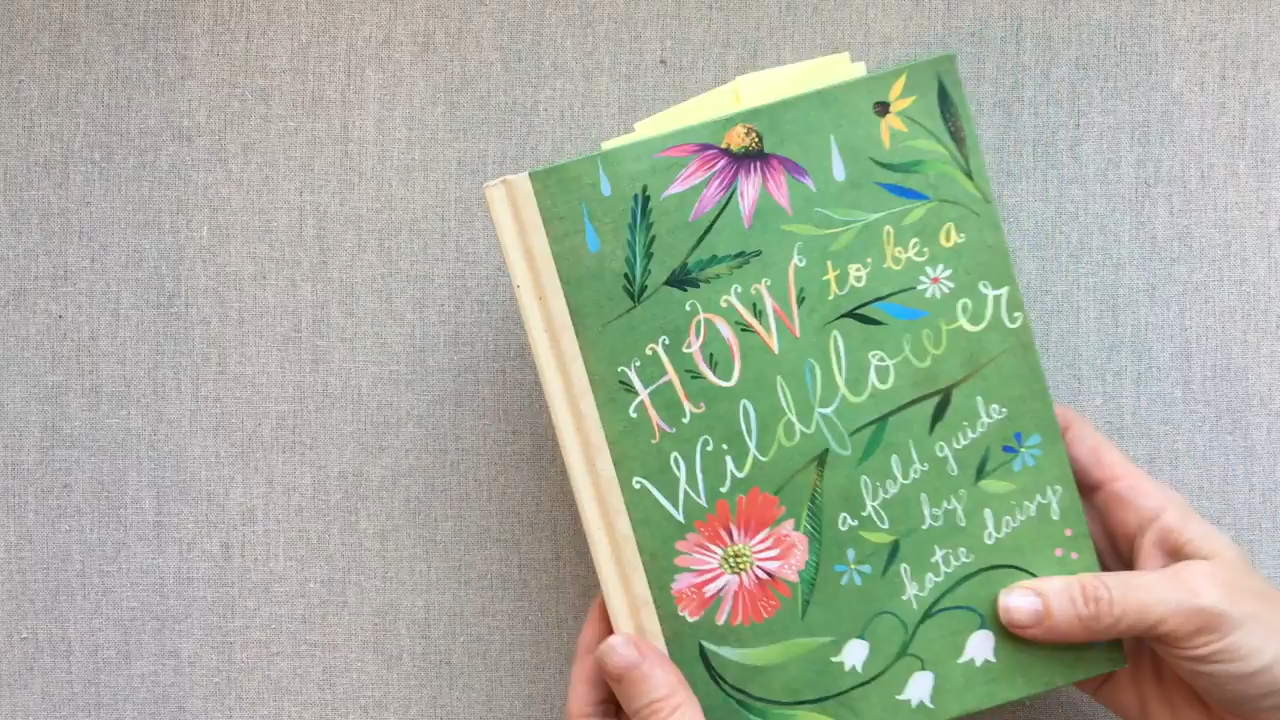 HOW to be a
Wildflower
a field guide
by
katie daisy